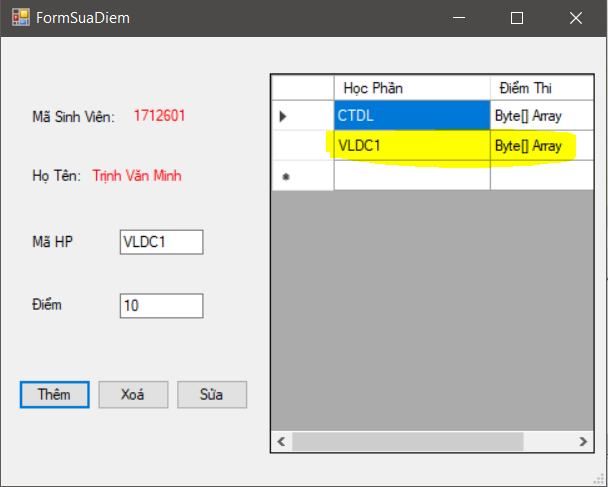 FormSuaDiem
Mã Sinh Viên: 1712601
Họ Tên: Trịnh Văn Minh
Mã HP VLDC1
Điểm 10
Thêm Xoá Sửa
Học Phần Điểm Thi
CTDL Byte[] Array
VLDC1 Byte[] Array